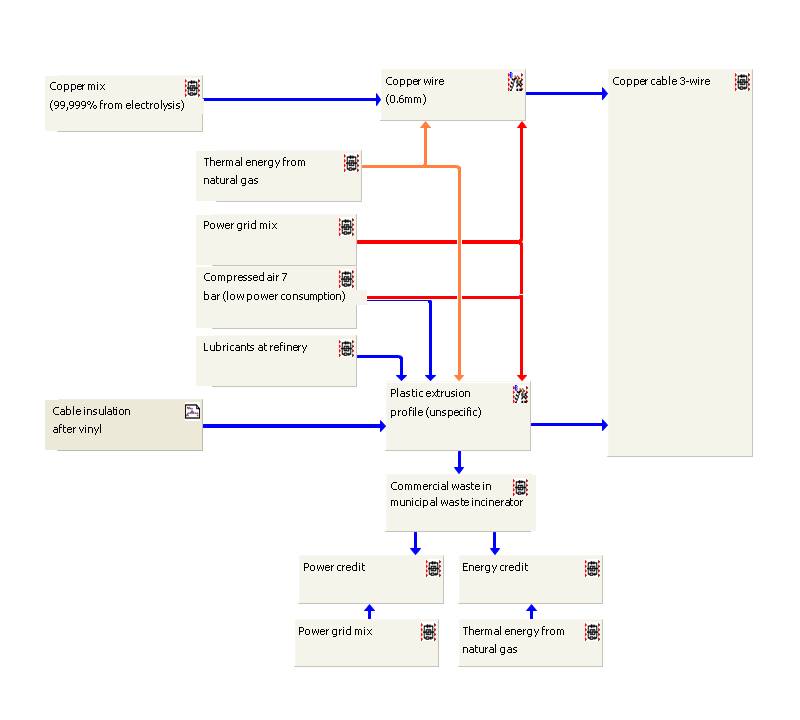 Copper mix
(99,999% from electrolysis)
Copper wire
(0.6mm)
Copper cable 3-wire
Thermal energy from
natural gas
Power grid mix
Compressed air 7
bar (low power consumption)
Lubricants at refinery
Cable insulation
after vinyl
Plastic extrusion
profile (unspecific)
Commercial waste in
municipal waste incinerator
Power credit
Energy credit
Power grid mix
Thermal energy from
natural gas